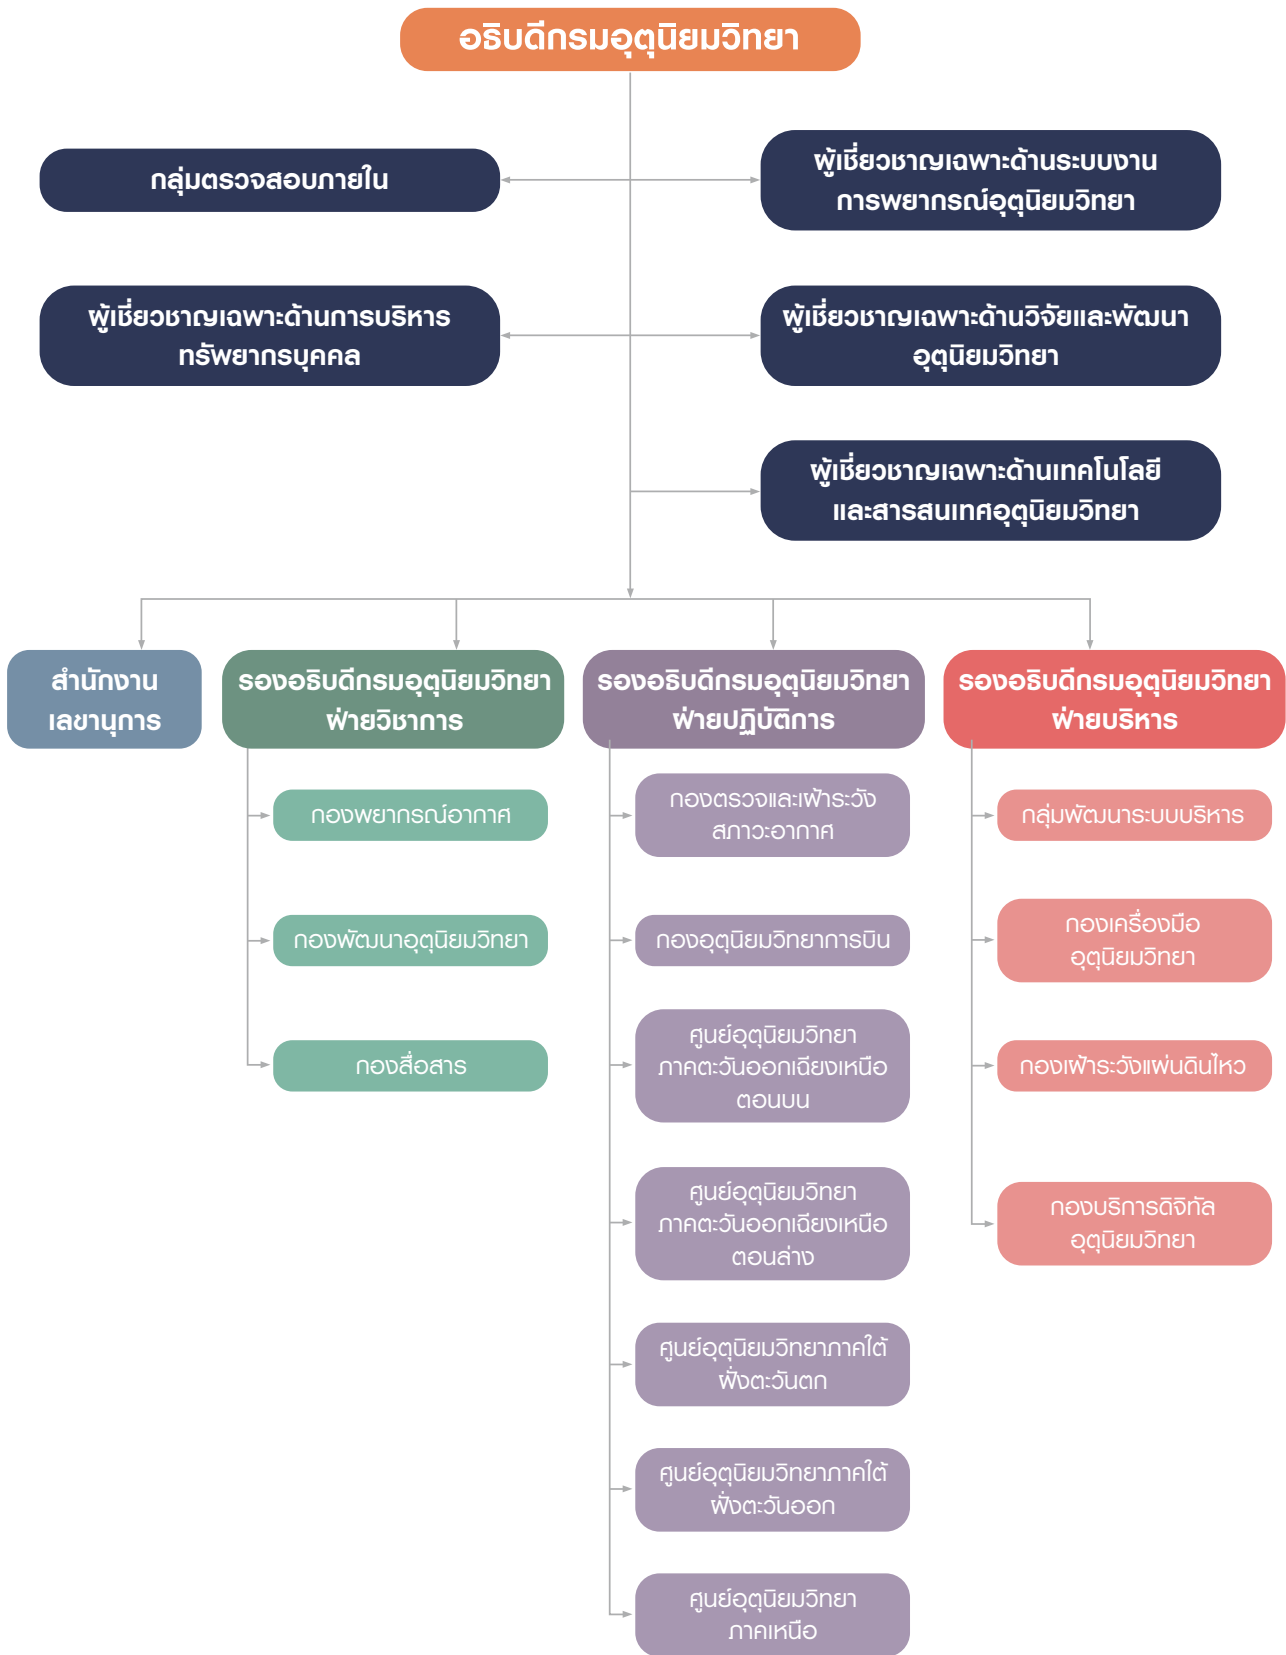 อธิบดีกรมอุตุนิยมวิทยา
กลุ่มตรวจสอบภายใน
ผู้เชี่ยวชาญเฉพาะด้านระบบงาน
การพยากรณ์อุตุนิยมวิทยา
ผู้เชี่ยวชาญเฉพาะด้านการบริหาร
ทรัพยากรบุคคล
ผู้เชี่ยวชาญเฉพาะด้านวิจัยและพัฒนา
อุตุนิยมวิทยา
ผู้เชี่ยวชาญเฉพาะด้านเทคโนโลยี
และสารสนเทศอุตุนิยมวิทยา
สำนักงาน
เลขานุการ
รองอธิบดีกรมอุตุนิยมวิทยา
ฝ่ายวิชาการ
กองพยากรณ์อากาศ
กองพัฒนาอุตุนิยมวิทยา
กองสื่อสาร
รองอธิบดีกรมอุตุนิยมวิทยา
ฝ่ายปฏิบัติการ
กองตรวจและเฝ้าระวัง
สภาวะอากาศ
กองอุตุนิยมวิทยาการบิน
ศูนย์อุตุนิยมวิทยา
ภาคตะวันออกเฉียงเหนือ
ตอนบน
ศูนย์อุตุนิยมวิทยา
ภาคตะวันออกเฉียงเหนือ
ตอนล่าง
ศูนย์อุตุนิยมวิทยาภาคใต้
ฝั่งตะวันตก
ศูนย์อุตุนิยมวิทยาภาคใต้
ฝั่งตะวันออก
ศูนย์อุตุนิยมวิทยา
ภาคเหนือ
รองอธิบดีกรมอุตุนิยมวิทยา
ฝ่ายบริหาร
กลุ่มพัฒนาระบบบริหาร
กองเครื่องมือ
อุตุนิยมวิทยา
กองเฝ้าระวังแผ่นดินไหว
กองบริการดิจิทัล
อุตุนิยมวิทยา